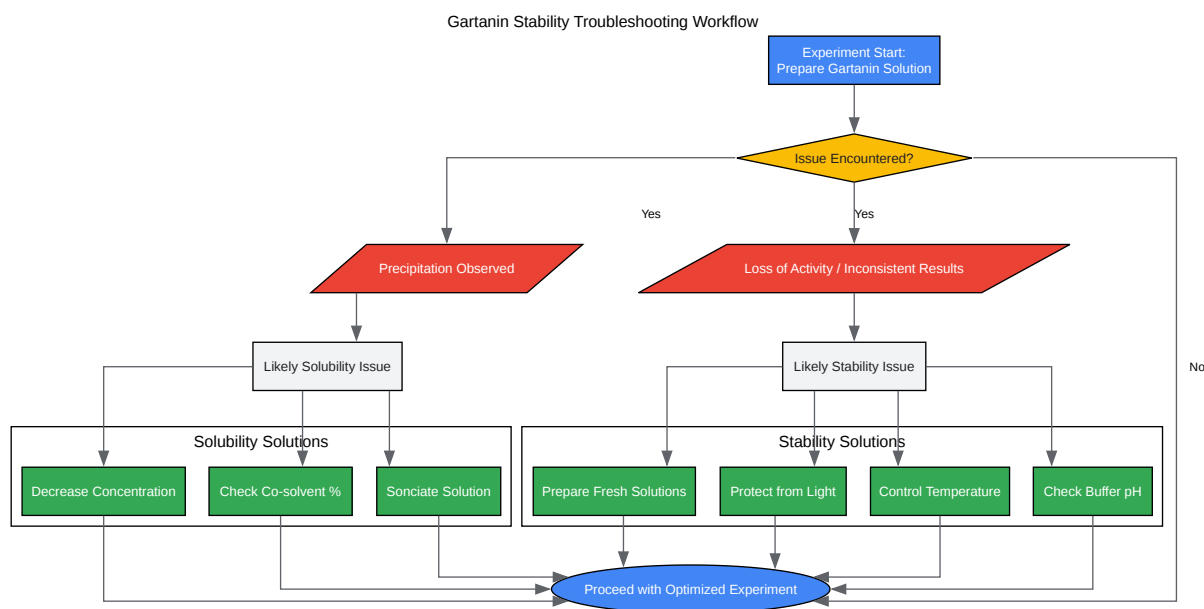 Gartanin Stability Troubleshooting Workflow
Experiment Start:
Prepare Gartanin Solution
Issue Encountered?
Yes
Yes
Precipitation Observed
Loss of Activity / Inconsistent Results
Likely Solubility Issue
Likely Stability Issue
No
Solubility Solutions
Stability Solutions
Decrease Concentration
Check Co-solvent %
Sonciate Solution
Prepare Fresh Solutions
Protect from Light
Control Temperature
Check Buffer pH
Proceed with Optimized Experiment